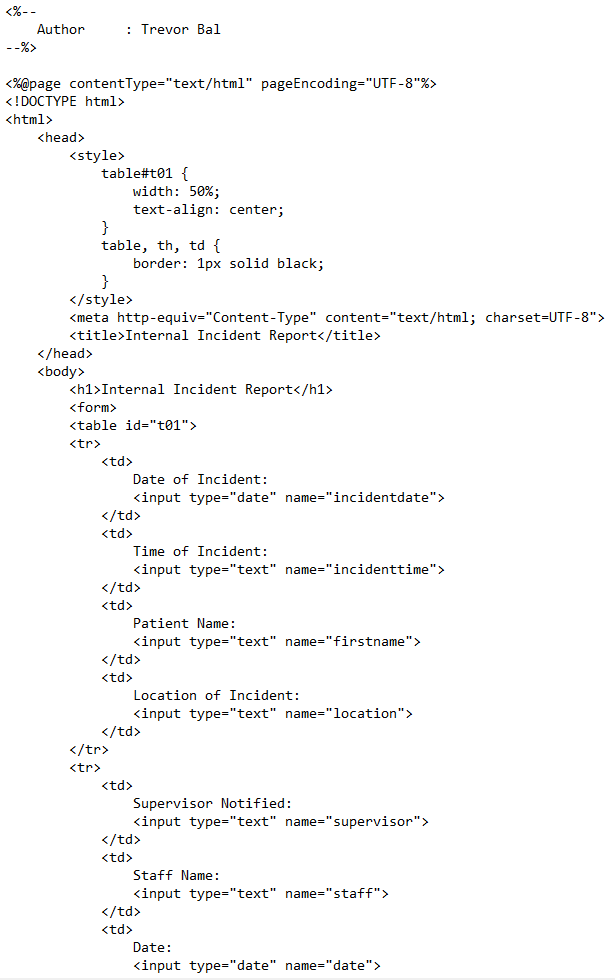 <%--
    Author     : Trevor Bal
--%>

<%@page contentType="text/html" pageEncoding="UTF-8"%>
<!DOCTYPE html>
<html>
    <head>
        <style>
            table#t01 {
                width: 50%;
                text-align: center;
            }
            table, th, td {
                border: 1px solid black;
            }
        </style>
        <meta http-equiv="Content-Type" content="text/html; charset=UTF-8">
        <title>Internal Incident Report</title>
    </head>
    <body>
        <h1>Internal Incident Report</h1>
        <form>
        <table id="t01">
        <tr>
            <td>
                Date of Incident:
                <input type="date" name="incidentdate">
            </td>
            <td>
                Time of Incident:
                <input type="text" name="incidenttime">
            </td>
            <td>
                Patient Name:
                <input type="text" name="firstname">
            </td>
            <td>
                Location of Incident:
                <input type="text" name="location">
            </td>
        </tr>
        <tr>
            <td>
                Supervisor Notified:
                <input type="text" name="supervisor">
            </td>
            <td>
                Staff Name:
                <input type="text" name="staff">
            </td>
            <td>
                Date:
                <input type="date" name="date">